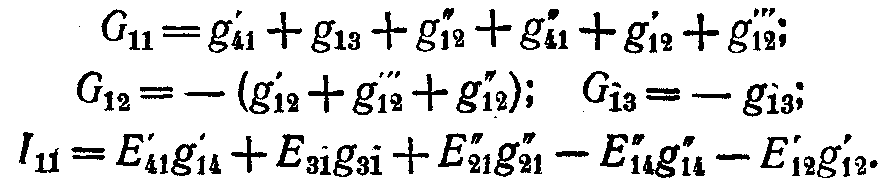 G₁₁ = g′₄₁ + g₁₃ + g″₁₂ + g″₄₁ + g′₁₂ + g‴₁₂;
G₁₂ = — (g′₁₂ + g‴₁₂ + g″₁₂); G₁₃ = — g₁₃;
I₁₁ = E′₄₁g′₁₄ + E₃₁g₃₁ + E″₂₁g″₂₁ — E″₁₄g″₁₄ — E′₁₂g′₁₂.